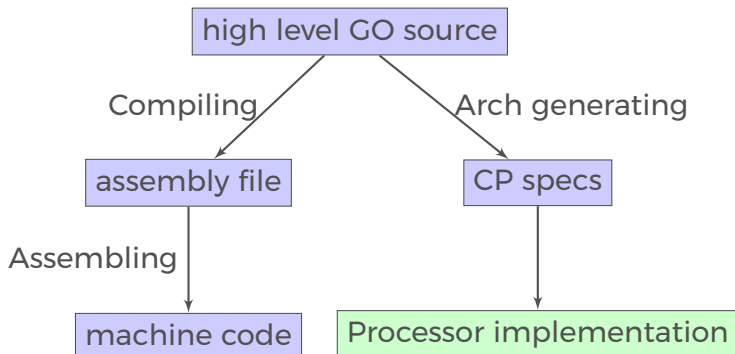 high level GO source
Compiling
Arch generating
assembly file
CP specs
Assembling
machine code
Processor implementation